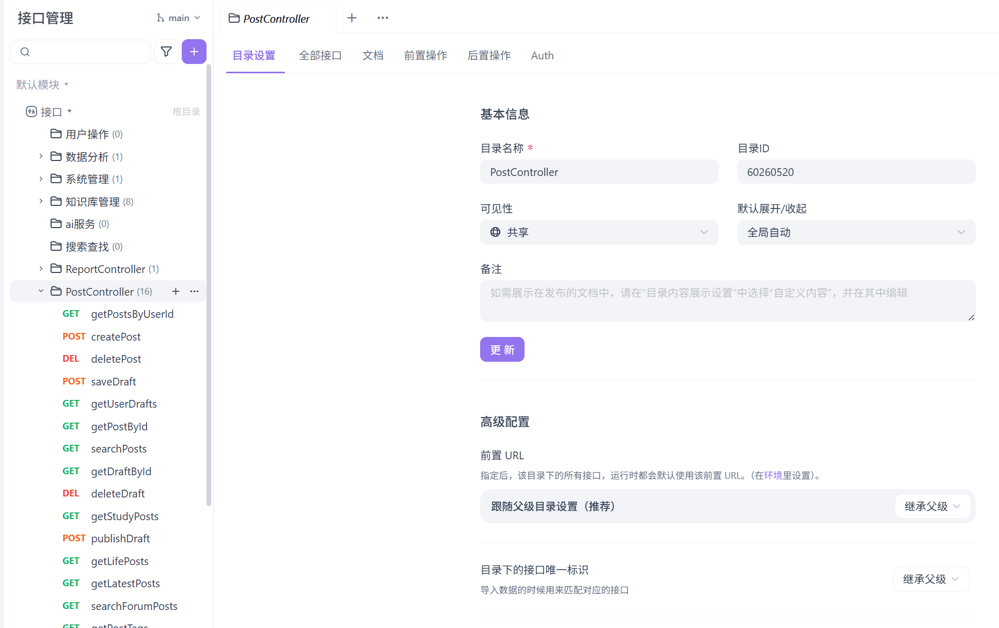 接口管理
main
默认模块
接口
根目录
用户操作 (0)
数据分析 (1)
系统管理 (1)
知识库管理 (8)
ai服务 (0)
搜索查找 (0)
ReportController (1)
PostController (16)
GET getPostsByUserId
POST createPost
DEL deletePost
POST saveDraft
GET getUserDrafts
GET getPostById
GET searchPosts
GET getDraftById
DEL deleteDraft
GET getStudyPosts
POST publishDraft
GET getLifePosts
GET getLatestPosts
GET searchForumPosts
GET getPostTags
PostController
目录设置 全部接口 文档 前置操作 后置操作 Auth
基本信息
目录名称 * 目录ID
PostController 60260520
可见性 默认展开/收起
共享 全局自动
备注
如需展示在发布的文档中，请在“目录内容展示设置”中选择“自定义内容”，并在其中编辑
更 新
高级配置
前置 URL
指定后，该目录下的所有接口，运行时都会默认使用该前置 URL。（在环境里设置）。
跟随父级目录设置（推荐） 继承父级
目录下的接口唯一标识
继承父级
导入数据的时候用来匹配对应的接口